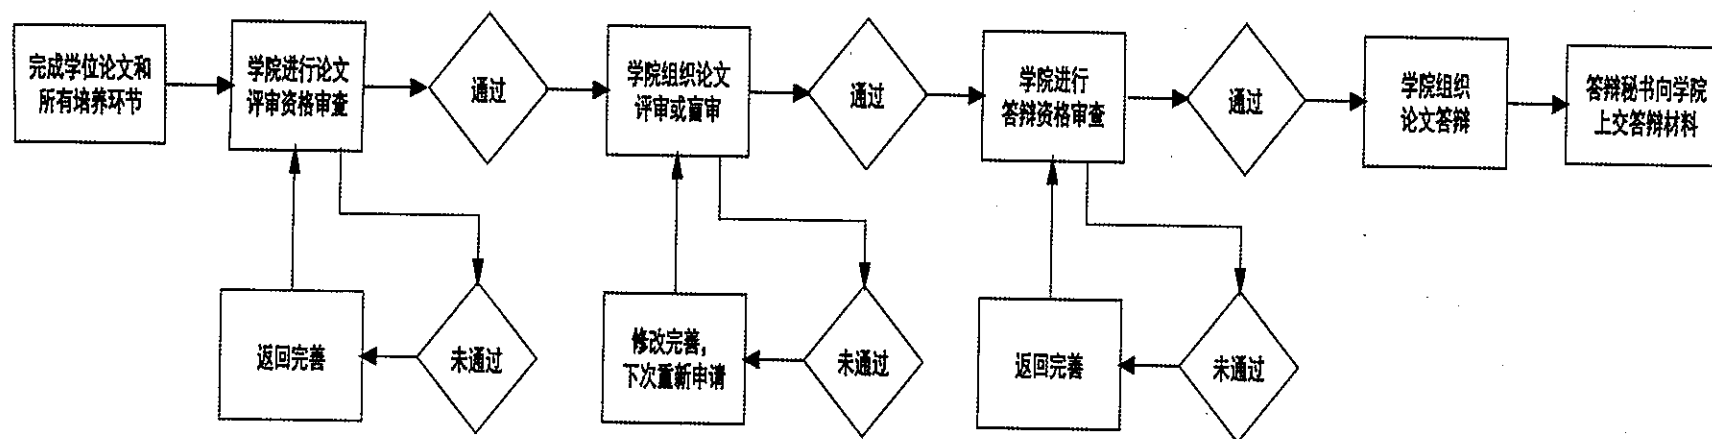 完成学位论文和
所有培养环节
学院进行论文
评审资格审查
通过
学院组织论文
评审或盲审
通过
学院进行
答辩资格审查
通过
学院组织
论文答辩
答辩秘书向学院
上交答辩材料
返回完善
未通过
修改完善,
下次重新申请
未通过
返回完善
未通过